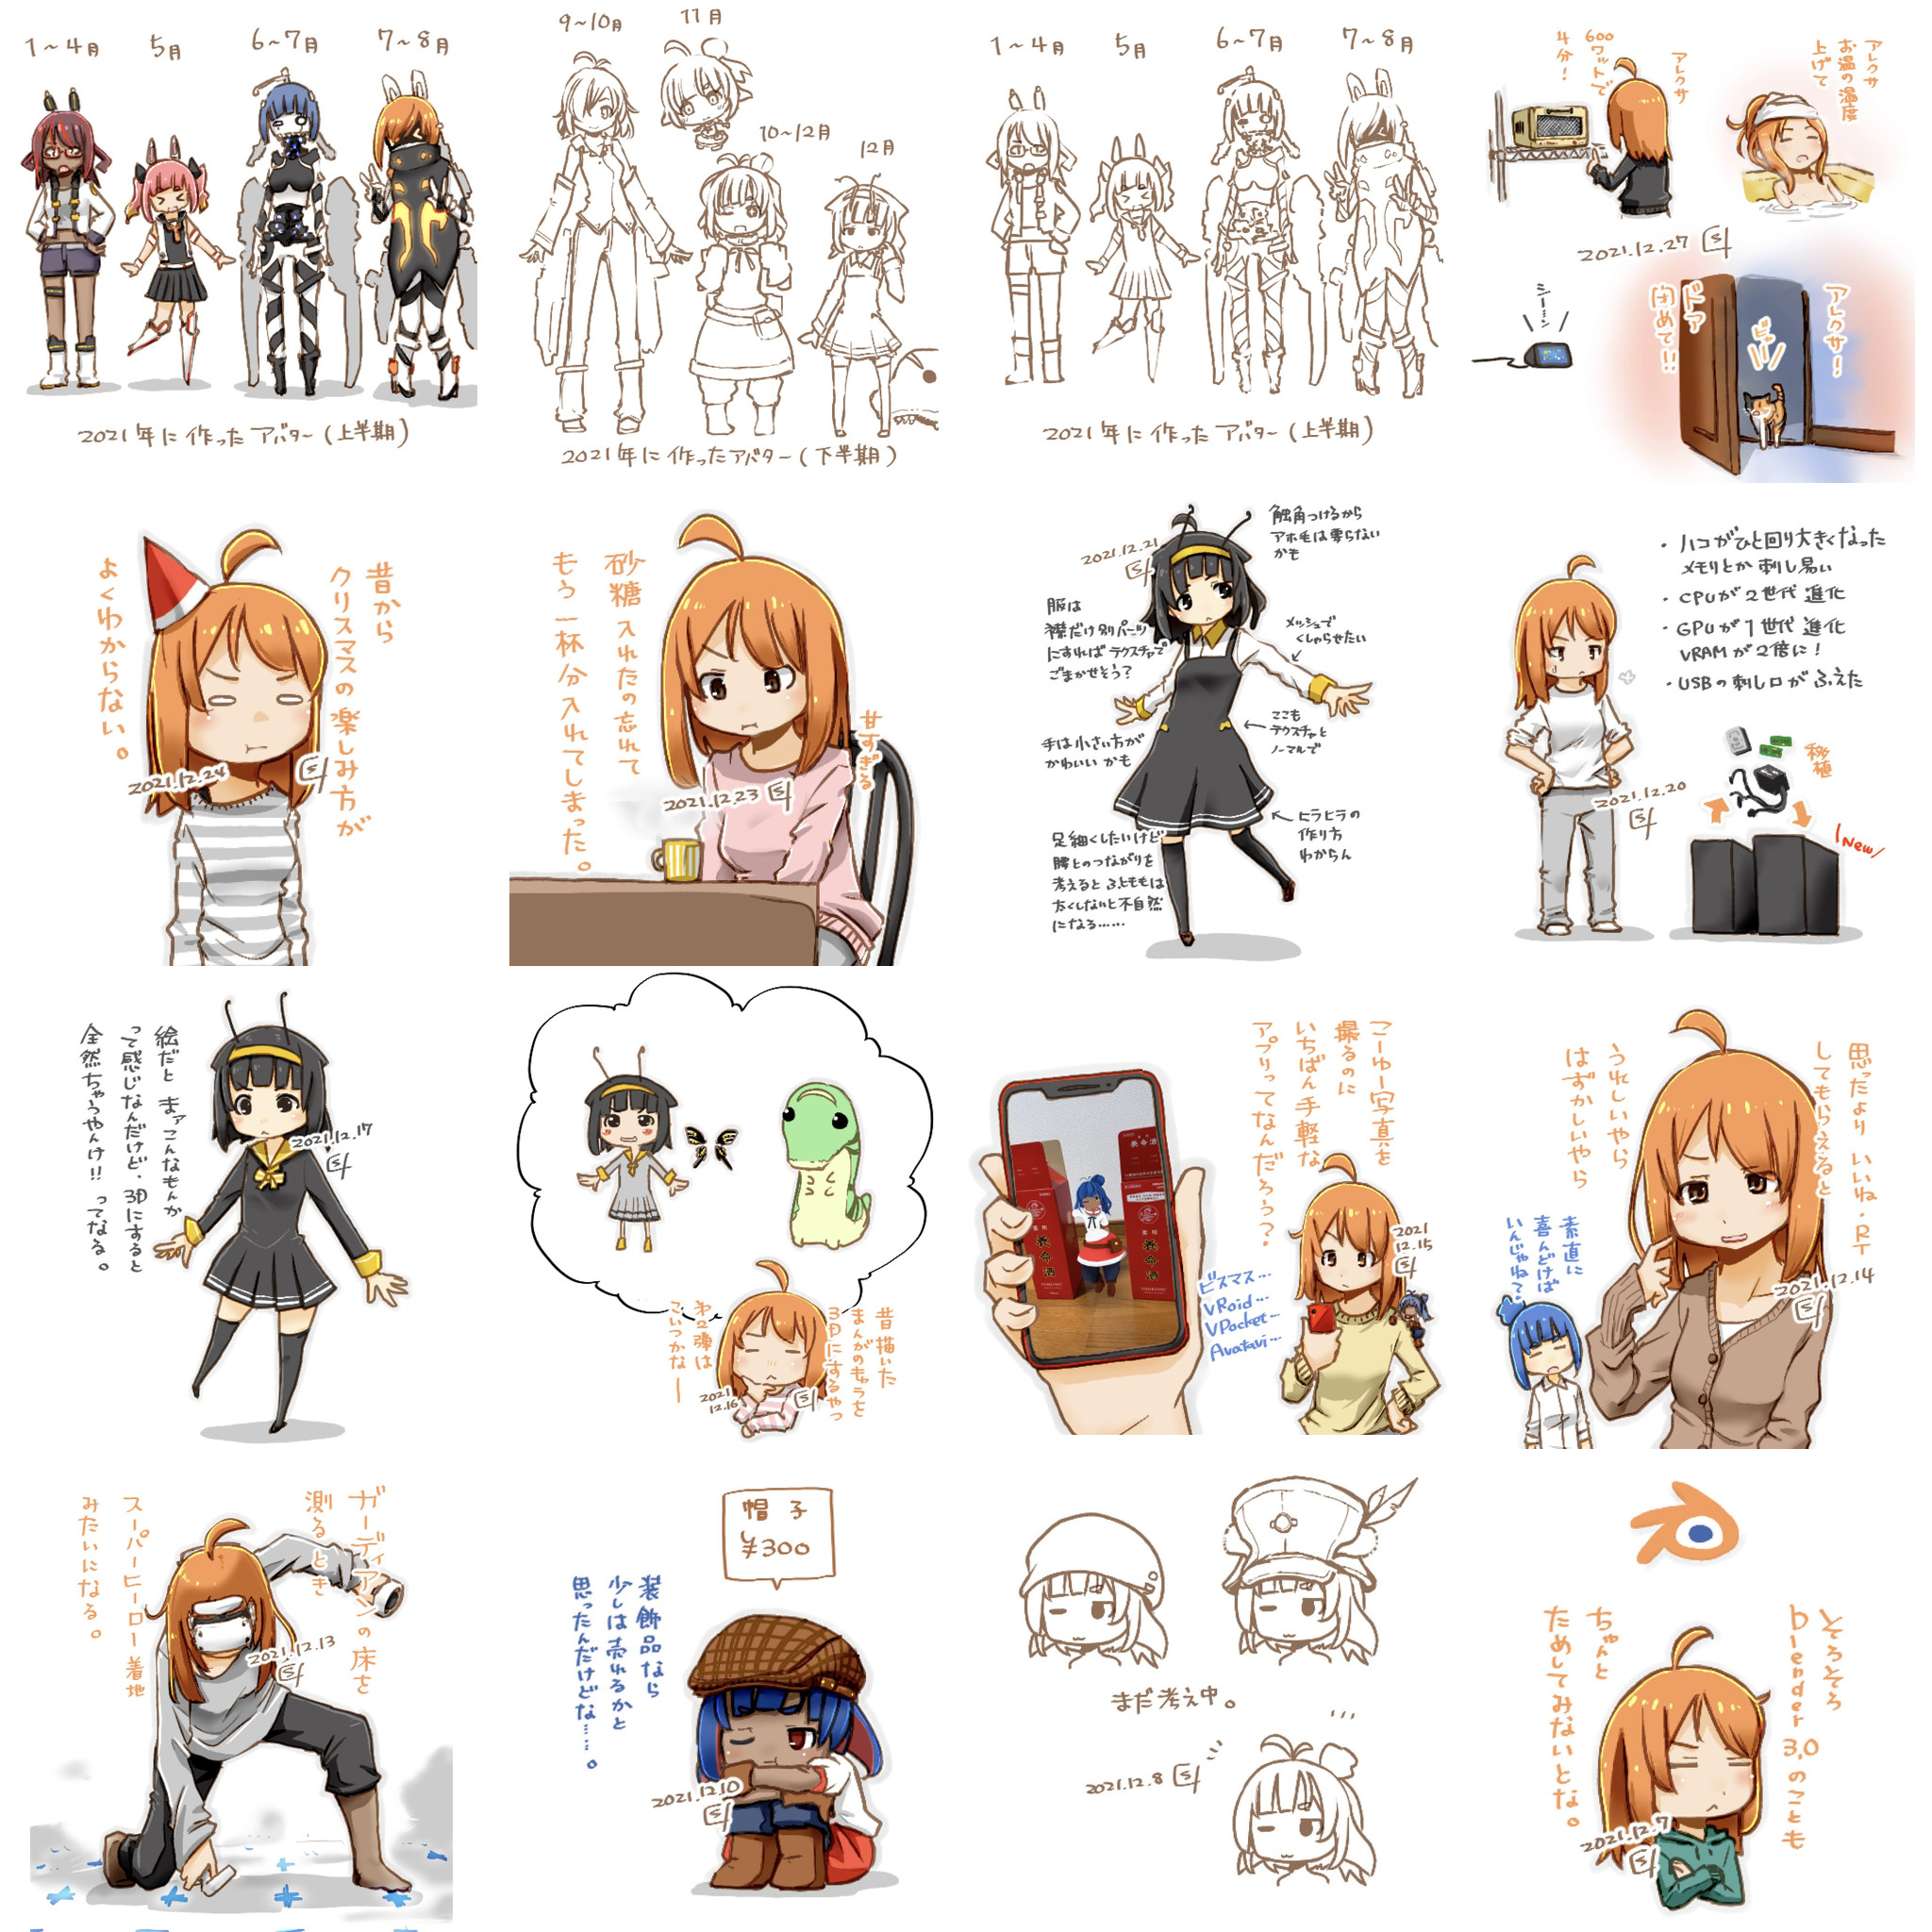 1~4月
5月
6~7月
7~8月
2021年に作ったアバター(上半期)
9~10月
11月
10~12月
12月
2021年に作ったアバター(下半期)
1~4月
5月
6~7月
7~8月
2021年に作ったアバター(上半期)
アレクサ
600ワットで
4分!
アレクサ
お湯の温度
上げて
2021.12.27
シーーン
アレクサー!
ドア
閉めて!!
ビャー
昔から
クリスマスの楽しみ方が
よくわからない。
2021.12.24
砂糖入れたの忘れて
もう一杯分入れてしまった。
甘すぎる
2021.12.23
2021.12.21
触角つけるから
アホ毛は要らない
かも
服は
襟だけ別パーツ
にすればテクスチャで
ごまかせそう?
メッシュで
くしゃらせたい
手は小さい方が
かわいいかも
ここも
テクスチャと
ノーマルで
足細くしたいけど
腰とのつながりを
考えるとふとももは
太くしないと不自然
になる……
ヒラヒラの
作り方
わからん
・ハコがひと回り大きくなった
メモリとか刺し易い
・CPUが2世代進化
・GPUが1世代進化
VRAMが2倍に!
・USBの刺し口がふえた
移植
New
2021.12.20
絵だとまァこんなもんか
って感じなんだけど、3Dにすると
全然ちゃうやんけ!!ってなる。
2021.12.17
昔描いた
まんがのキャラを
3Dにするやつ
第2弾は
こいつかなー
2021
12.16
こーゆー写真を
撮るのに
いちばん手軽な
アプリってなんだろう?
養命酒
養命酒
養命酒
ビスマス…
VRoid…
VPocket…
Avatavi…
2021
12.15
思ったよりいいね・RT
してもらえると
うれしいやら
はずかしいやら
素直に
喜んどけば
いんじゃね?
2021.12.14
ガーディアンの床を
測るとき
スーパーヒーロー着地
みたいになる。
2021.12.13
帽子
¥300
装飾品なら
少しは売れるかと
思ったんだけどな……。
2021.12.10
まだ考え中。
2021.12.8
そろそろ
blender3.0のことも
ちゃんと
ためしてみないとな。
2021.12.7